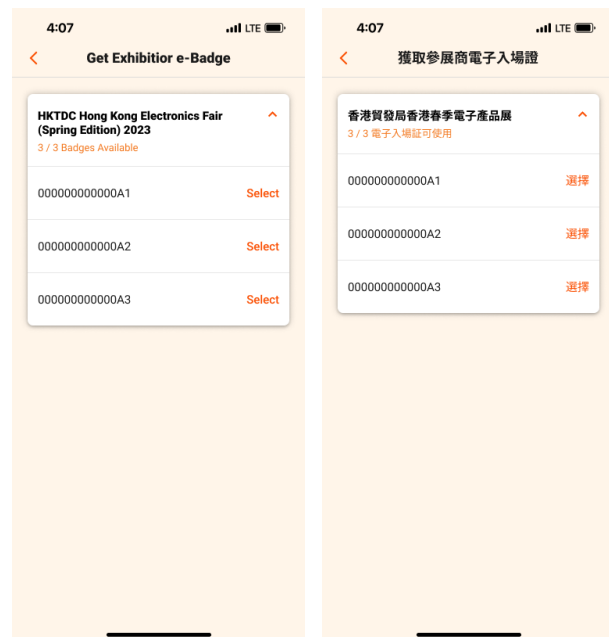 4:07
LTE
Get Exhibitior e-Badge
HKTDC Hong Kong Electronics Fair
(Spring Edition) 2023
3 / 3 Badges Available
000000000000A1 Select
000000000000A2 Select
000000000000A3 Select
4:07
LTE
獲取參展商電子入場證
香港貿發局香港春季電子產品展
3 / 3 電子入場証可使用
000000000000A1 選擇
000000000000A2 選擇
000000000000A3 選擇